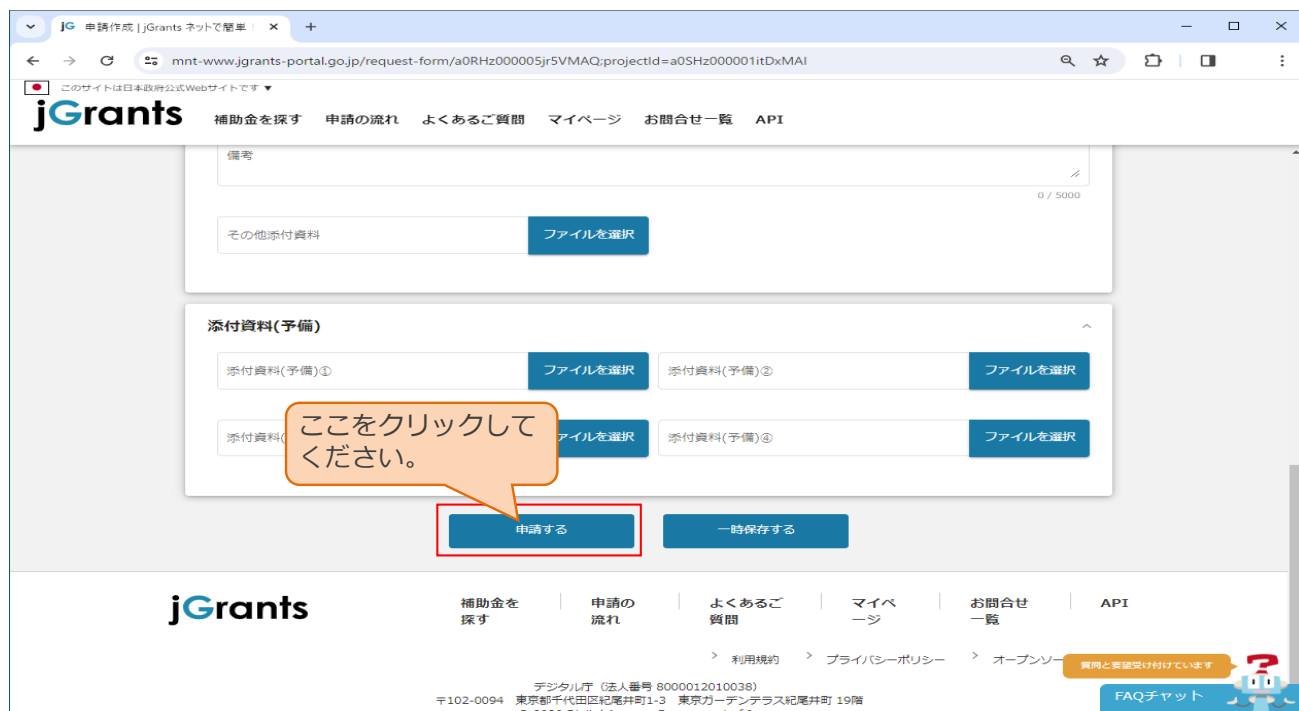 jG 申請作成 | jGrants ネットで簡単
mnt-www.jgrants-portal.go.jp/request-form/a0RHz000005jr5VMAQ;projectId=a0SHz000001itDxMAI
このサイトは日本政府公式Webサイトです ▼
jGrants 補助金を探す 申請の流れ よくあるご質問 マイページ お問合せ一覧 API
備考
0 / 5000
その他添付資料 ファイルを選択
添付資料(予備)
添付資料(予備)① ファイルを選択 添付資料(予備)② ファイルを選択
ここをクリックして
ください。
添付資料( ァイルを選択 添付資料(予備)④ ファイルを選択
申請する 一時保存する
jGrants
補助金を 申請の よくあるご マイペ お問合せ API
探す 流れ 質問 ージ 一覧
利用規約 プライバシーポリシー オープンソー
質問と要望受け付けています
デジタル庁（法人番号 8000012010038）
FAQチャット
〒102-0094 東京都千代田区紀尾井町1-3 東京ガーデンテラス紀尾井町 19階